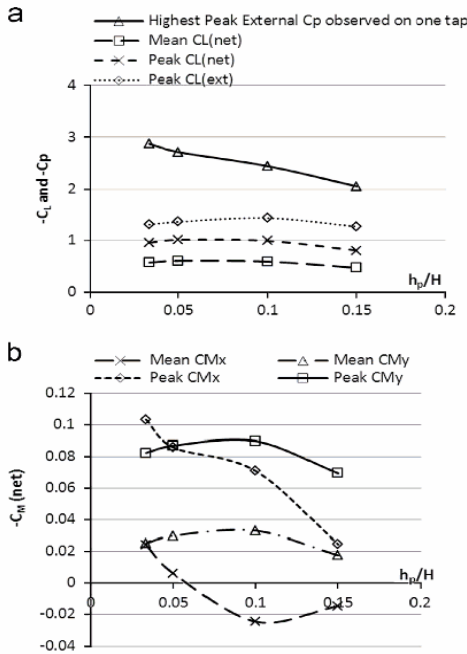 a
Highest Peak External Cp observed on one tap
Mean CL(net)
Peak CL(net)
Peak CL(ext)
4
3
2
1
0
-CL and -Cp
0 0.05 0.1 0.15 0.2
hp/H
b
Mean CMx Mean CMy
Peak CMx Peak CMy
0.12
0.1
0.08
0.06
0.04
0.02
0
-0.02
-0.04
-CM (net)
0 0.05 0.1 0.15 0.2
hp/H